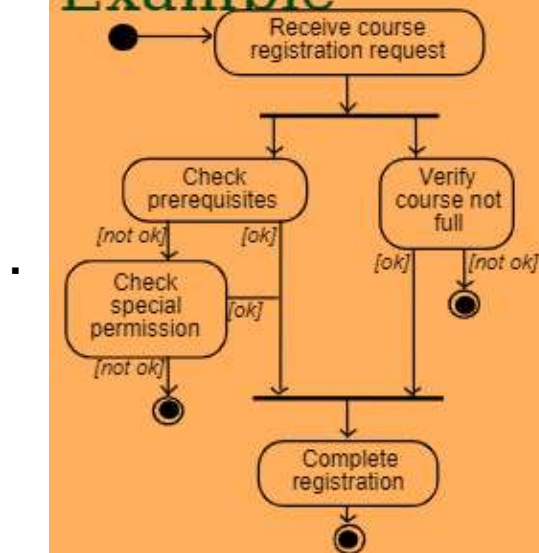 Example
Receive course
registration request
Check
prerequisites
Verify
course not
full
[not ok]
[ok]
[ok]
[not ok]
Check
special
permission
[ok]
[not ok]
Complete
registration